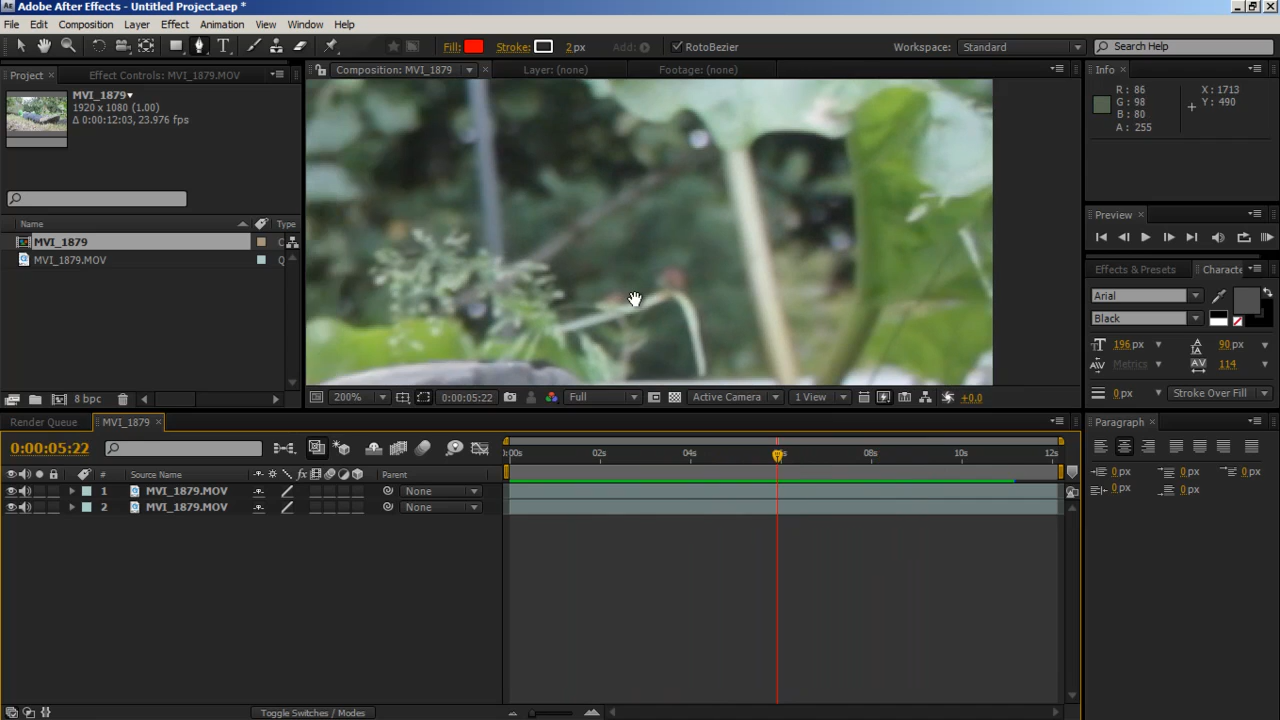 Adobe After Effects - Untitled Project.aep *
File Edit Composition Layer Effect Animation View Window Help
Fill: Stroke: 2 px Add: RotoBezier Workspace: Standard Search Help
Project Effect Controls: MVI_1879.MOV
MVI_1879
1920 x 1080 (1.00)
Δ 0:00:12:03, 23.976 fps
Name Type
MVI_1879 C
MVI_1879.MOV Q
8 bpc
Composition: MVI_1879 Layer: (none) Footage: (none)
200% 0:00:05:22 Full Active Camera 1 View +0.0
Info
R: 86
G: 98
B: 80
A: 255
X: 1713
Y: 490
Preview
Effects & Presets Characte
Arial
Black
196 px 90 px
Metrics 114
0 px Stroke Over Fill
Paragraph
0 px 0 px 0 px
0 px 0 px
Render Queue MVI_1879
0:00:05:22
# Source Name Parent
1 MVI_1879.MOV None
2 MVI_1879.MOV None
0:00s 02s 04s 08s 10s 12s
Toggle Switches / Modes